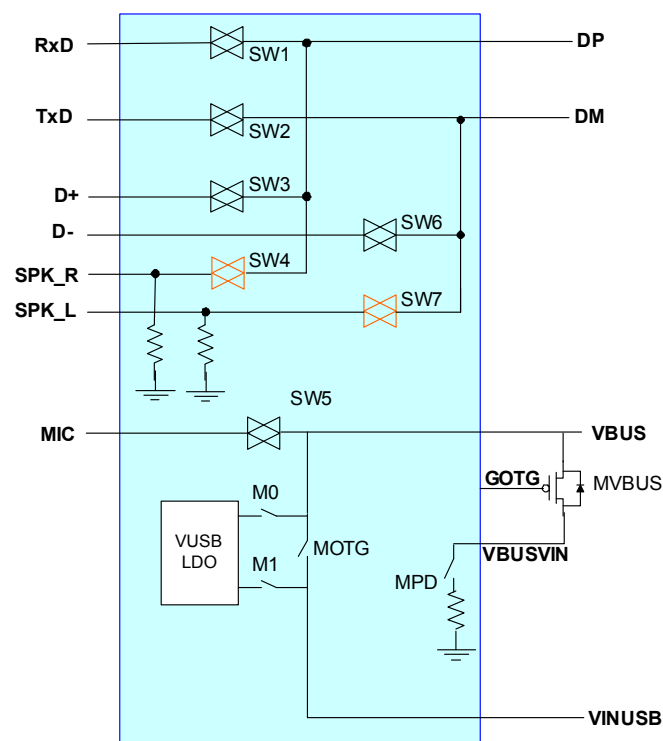 RxD
SW1
DP
TxD
SW2
DM
D+
SW3
D-
SW6
SPK_R
SW4
SPK_L
SW7
SW5
MIC
VBUS
GOTG
MVBUS
M0
VUSB
LDO
MOTG
VBUSVIN
M1
MPD
VINUSB